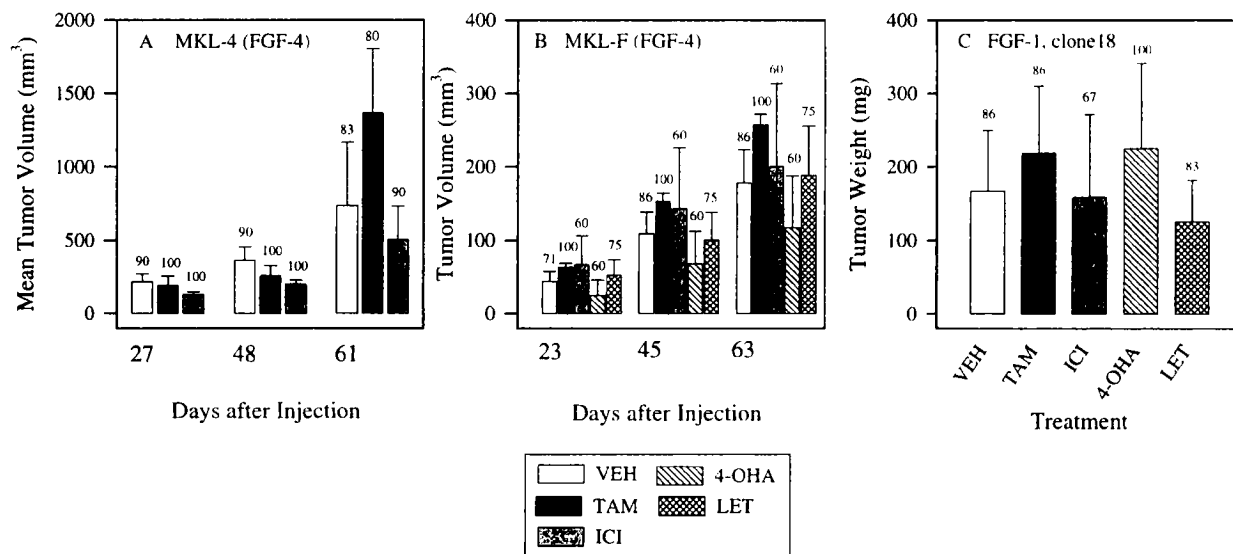 A MKL-4 (FGF-4)
Mean Tumor Volume (mm³)
2000
1500
1000
500
0
90 100 100
90 100 100
83 80 90
27 48 61
Days after Injection
B MKL-F (FGF-4)
Tumor Volume (mm³)
400
300
200
100
0
71 100 60 60 75
86 100 60 60 75
86 100 60 60 75
23 45 63
Days after Injection
C FGF-1, clone18
Tumor Weight (mg)
400
300
200
100
0
86 86 67 100 83
VEH TAM ICI 4-OHA LET
Treatment
VEH 4-OHA
TAM LET
ICI